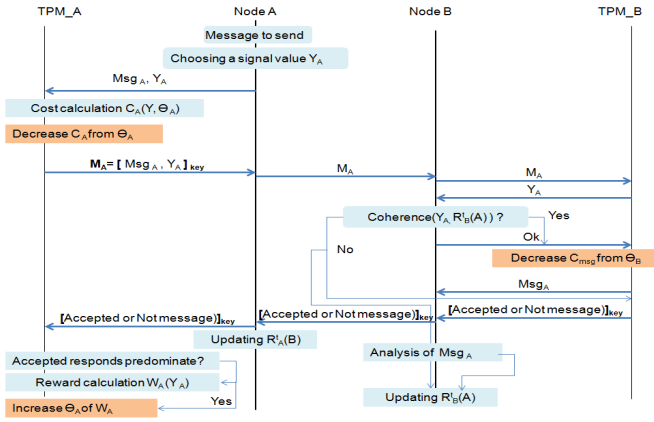 TPM_A Node A Node B TPM_B
Message to send
Choosing a signal value YA
Msg A, YA
Cost calculation CA(Y, ΘA)
Decrease CA from ΘA
MA= [ Msg A , YA ] key
MA
MA
YA
Coherence(YA, RtB(A)) ?
Yes
Ok
No
Decrease Cmsg from ΘB
MsgA
[Accepted or Not message)]key
[Accepted or Not message)]key
[Accepted or Not message)]key
Updating RtA(B)
Accepted responds predominate?
Analysis of Msg A
Reward calculation WA(YA)
Yes
Updating RtB(A)
Increase ΘA of WA